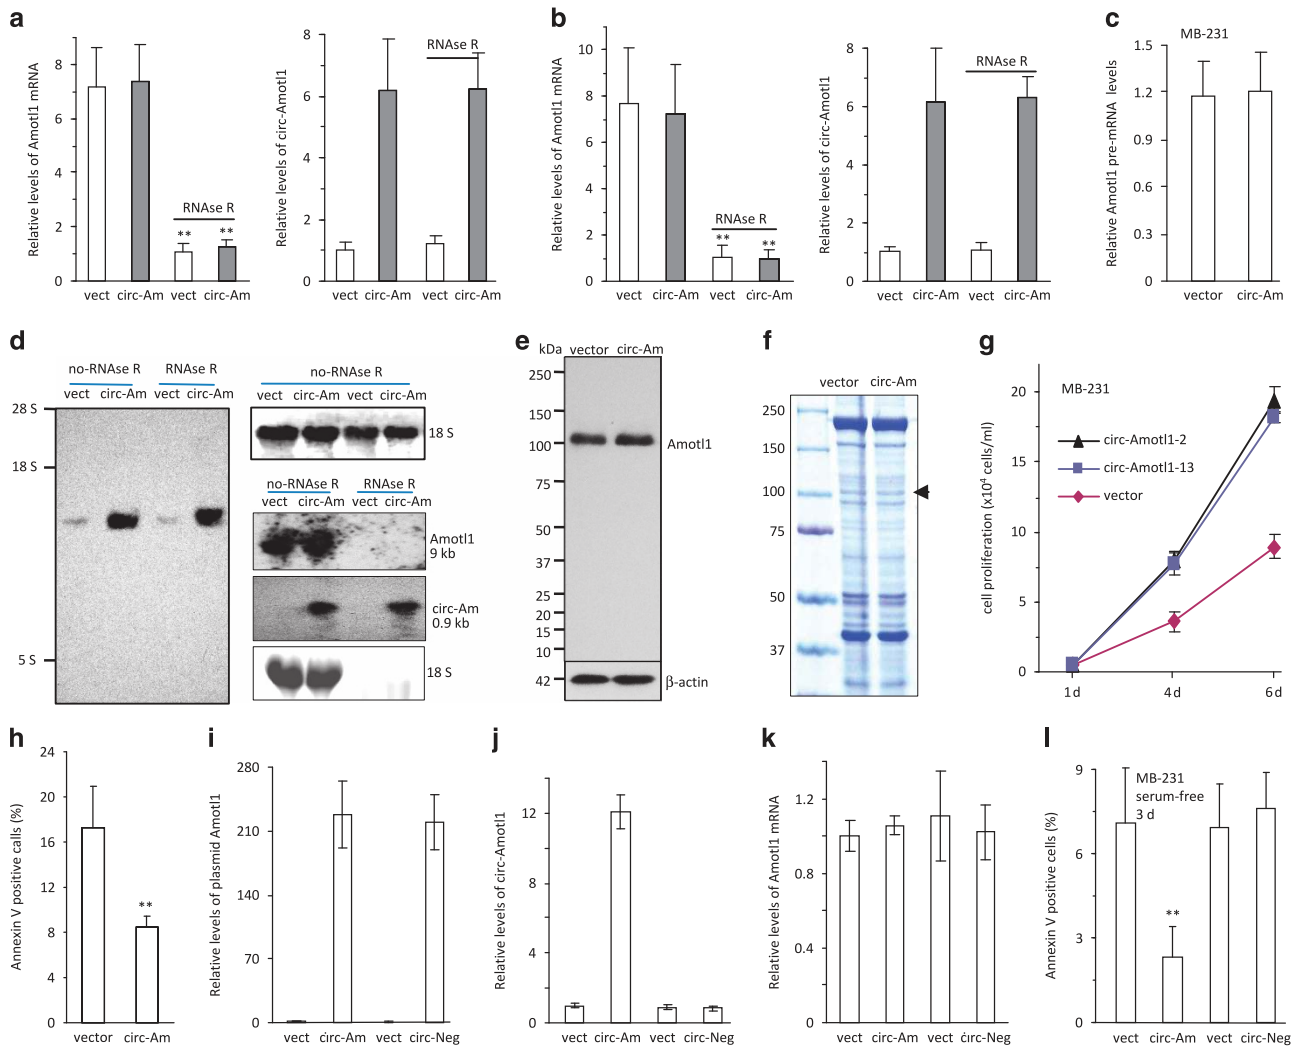 a
Relative levels of Amotl1 mRNA
8
6
4
2
0
RNAse R
**
**
vect circ-Am vect circ-Am
Relative levels of circ-Amotl1
8
6
4
2
0
RNAse R
vect circ-Am vect circ-Am
b
Relative levels of Amotl1 mRNA
10
8
6
4
2
0
RNAse R
**
**
vect circ-Am vect circ-Am
Relative levels of circ-Amotl1
8
6
4
2
0
RNAse R
vect circ-Am vect circ-Am
c
MB-231
Relative Amotl1 pre-mRNA levels
1.5
1.2
0.9
0.6
0.3
0
vector circ-Am
d
no-RNAse R RNAse R
vect circ-Am vect circ-Am
28 S
18 S
5 S
no-RNAse R
vect circ-Am vect circ-Am
18 S
no-RNAse R RNAse R
vect circ-Am vect circ-Am
Amotl1
9 kb
circ-Am
0.9 kb
18 S
e
kDa vector circ-Am
250
150
100
75
50
37
25
20
15
10
42
Amotl1
β-actin
f
vector circ-Am
250
150
100
75
50
37
g
MB-231
cell proliferation (x10⁴ cells/ml)
20
15
10
5
0
circ-Amotl1-2
circ-Amotl1-13
vector
1d 4d 6d
h
Annexin V positive calls (%)
24
20
16
12
8
4
0
**
vector circ-Am
i
Relative levels of plasmid Amotl1
280
210
140
70
0
vect circ-Am vect circ-Neg
j
Relative levels of circ-Amotl1
12
8
4
0
vect circ-Am vect circ-Neg
k
Relative levels of Amotl1 mRNA
1.2
0.8
0.4
0
vect circ-Am vect circ-Neg
l
MB-231
serum-free
3 d
Annexin V positive cells (%)
9
6
3
0
**
vect circ-Am vect circ-Neg